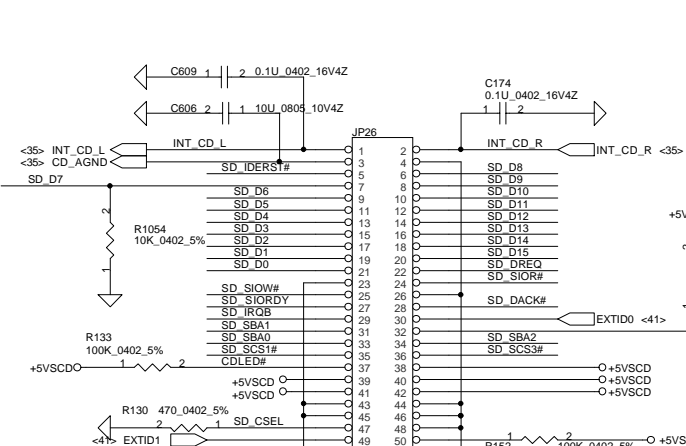 C609 1 2 0.1U_0402_16V4Z
C174
0.1U_0402_16V4Z
C606 2 1 10U_0805_10V4Z
1 2
JP26
<35> INT_CD_L INT_CD_L 1 2 INT_CD_R INT_CD_R <35>
<35> CD_AGND 3 4
SD_IDERST# 5 6 SD_D8
SD_D7 7 8 SD_D9
SD_D6 9 10 SD_D10
SD_D5 11 12 SD_D11
SD_D4 13 14 SD_D12
+5V
2
R1054
10K_0402_5%
1
SD_D3 15 16 SD_D13
SD_D2 17 18 SD_D14
SD_D1 19 20 SD_D15
SD_D0 21 22 SD_DREQ
23 24 SD_SIOR#
SD_SIOW# 25 26
SD_SIORDY 27 28 SD_DACK#
SD_IRQB 29 30 EXTID0 <41>
SD_SBA1 31 32
SD_SBA0 33 34 SD_SBA2
SD_SCS1# 35 36 SD_SCS3#
R133
100K_0402_5%
+5VSCD 1 2 CDLED# 37 38 +5VSCD
+5VSCD 39 40 +5VSCD
+5VSCD 41 42 +5VSCD
43 44
R130 470_0402_5%
45 46
2 1 SD_CSEL 47 48
<41> EXTID1 49 50 1 2 +5VS
R152 100K_0402_5%